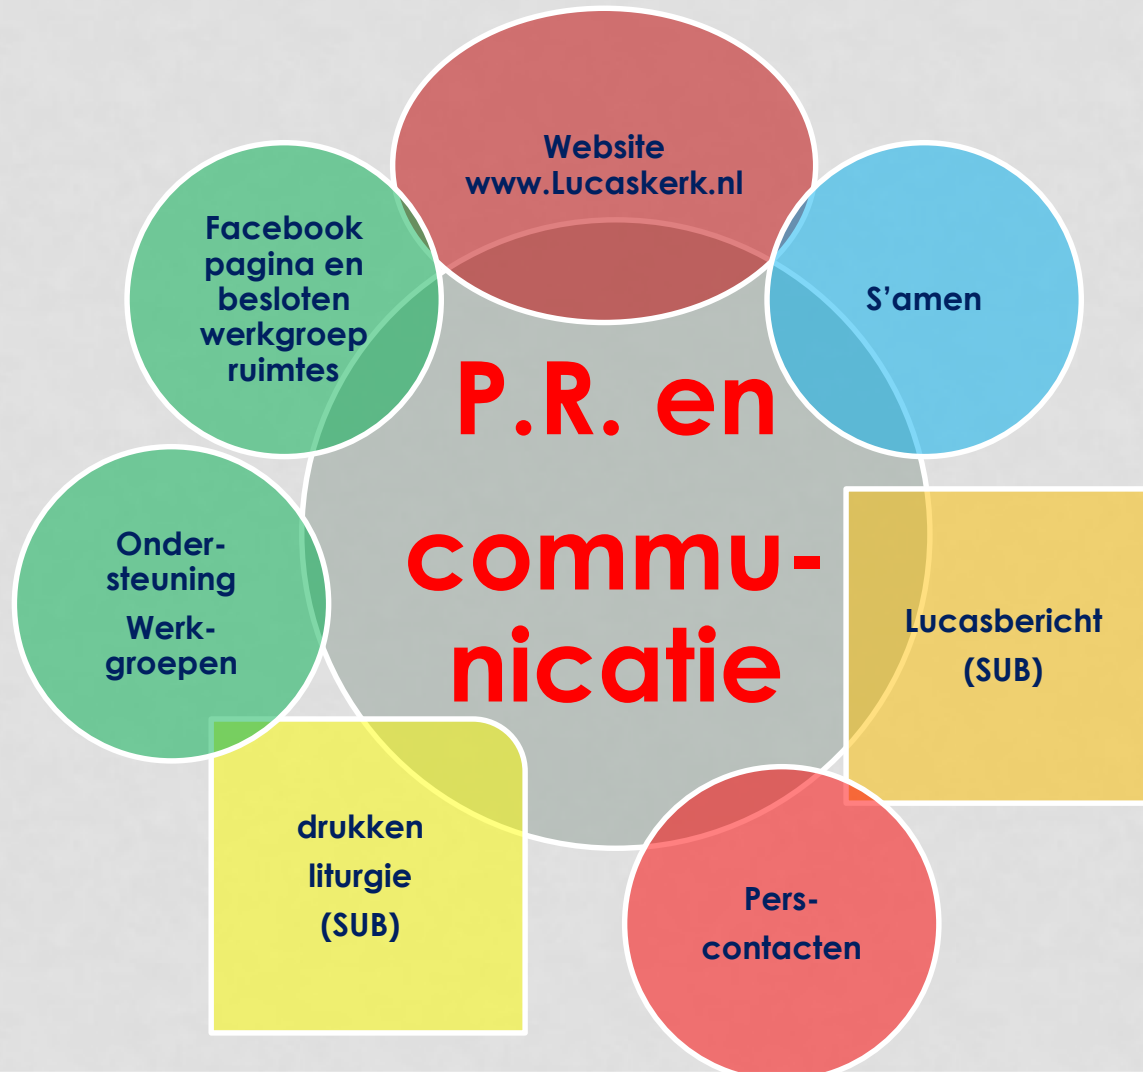 Website
www.Lucaskerk.nl
Facebook
pagina en
besloten
werkgroep
ruimtes
S’amen
P.R. en
commu-
nicatie
Onder-
steuning
Werk-
groepen
Lucasbericht
(SUB)
drukken
liturgie
(SUB)
Pers-
contacten